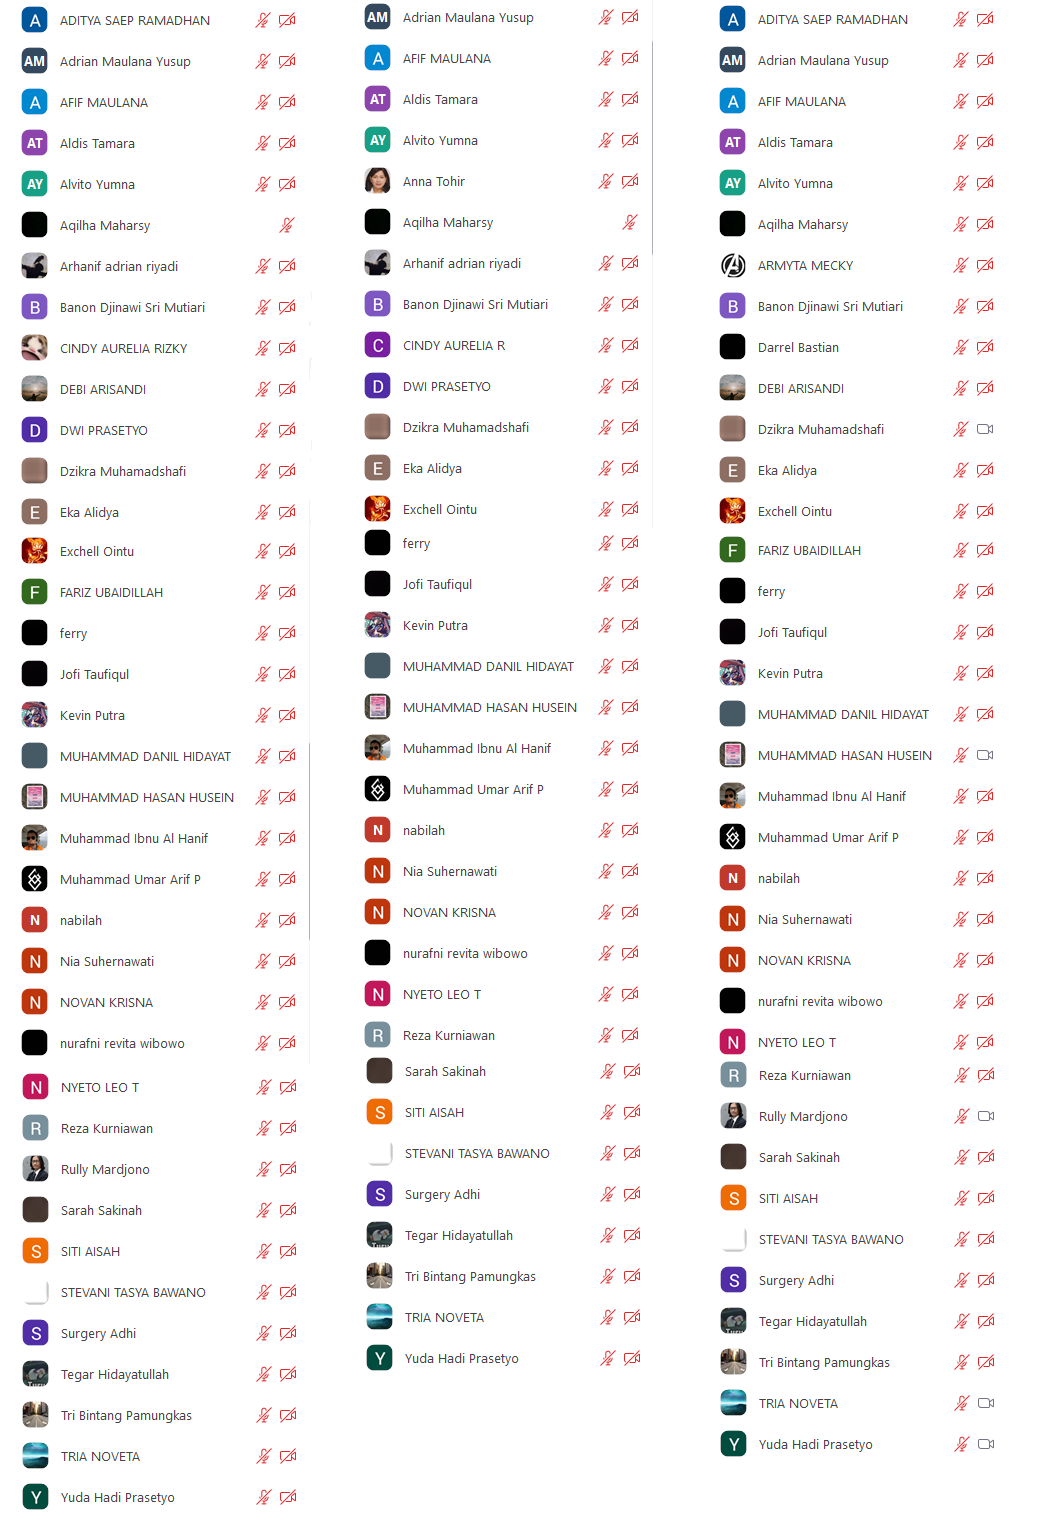 A ADITYA SAEP RAMADHAN
AM Adrian Maulana Yusup
A AFIF MAULANA
AT Aldis Tamara
AY Alvito Yumna
Aqilha Maharsy
Arhanif adrian riyadi
B Banon Djinawi Sri Mutiari
CINDY AURELIA RIZKY
DEBI ARISANDI
D DWI PRASETYO
Dzikra Muhamadshafi
E Eka Alidya
Exchell Ointu
F FARIZ UBAIDILLAH
ferry
Jofi Taufiqul
Kevin Putra
MUHAMMAD DANIL HIDAYAT
MUHAMMAD HASAN HUSEIN
Muhammad Ibnu Al Hanif
Muhammad Umar Arif P
N nabilah
N Nia Suhernawati
N NOVAN KRISNA
nurafni revita wibowo
N NYETO LEO T
R Reza Kurniawan
Rully Mardjono
Sarah Sakinah
S SITI AISAH
STEVANI TASYA BAWANO
S Surgery Adhi
Tegar Hidayatullah
Tri Bintang Pamungkas
TRIA NOVETA
Y Yuda Hadi Prasetyo
AM Adrian Maulana Yusup
A AFIF MAULANA
AT Aldis Tamara
AY Alvito Yumna
Anna Tohir
Aqilha Maharsy
Arhanif adrian riyadi
B Banon Djinawi Sri Mutiari
C CINDY AURELIA R
D DWI PRASETYO
Dzikra Muhamadshafi
E Eka Alidya
Exchell Ointu
ferry
Jofi Taufiqul
Kevin Putra
MUHAMMAD DANIL HIDAYAT
MUHAMMAD HASAN HUSEIN
Muhammad Ibnu Al Hanif
Muhammad Umar Arif P
N nabilah
N Nia Suhernawati
N NOVAN KRISNA
nurafni revita wibowo
N NYETO LEO T
R Reza Kurniawan
Sarah Sakinah
S SITI AISAH
STEVANI TASYA BAWANO
S Surgery Adhi
Tegar Hidayatullah
Tri Bintang Pamungkas
TRIA NOVETA
Y Yuda Hadi Prasetyo
A ADITYA SAEP RAMADHAN
AM Adrian Maulana Yusup
A AFIF MAULANA
AT Aldis Tamara
AY Alvito Yumna
Aqilha Maharsy
ARMYTA MECKY
B Banon Djinawi Sri Mutiari
Darrel Bastian
DEBI ARISANDI
Dzikra Muhamadshafi
E Eka Alidya
Exchell Ointu
F FARIZ UBAIDILLAH
ferry
Jofi Taufiqul
Kevin Putra
MUHAMMAD DANIL HIDAYAT
MUHAMMAD HASAN HUSEIN
Muhammad Ibnu Al Hanif
Muhammad Umar Arif P
N nabilah
N Nia Suhernawati
N NOVAN KRISNA
nurafni revita wibowo
N NYETO LEO T
R Reza Kurniawan
Rully Mardjono
Sarah Sakinah
S SITI AISAH
STEVANI TASYA BAWANO
S Surgery Adhi
Tegar Hidayatullah
Tri Bintang Pamungkas
TRIA NOVETA
Y Yuda Hadi Prasetyo